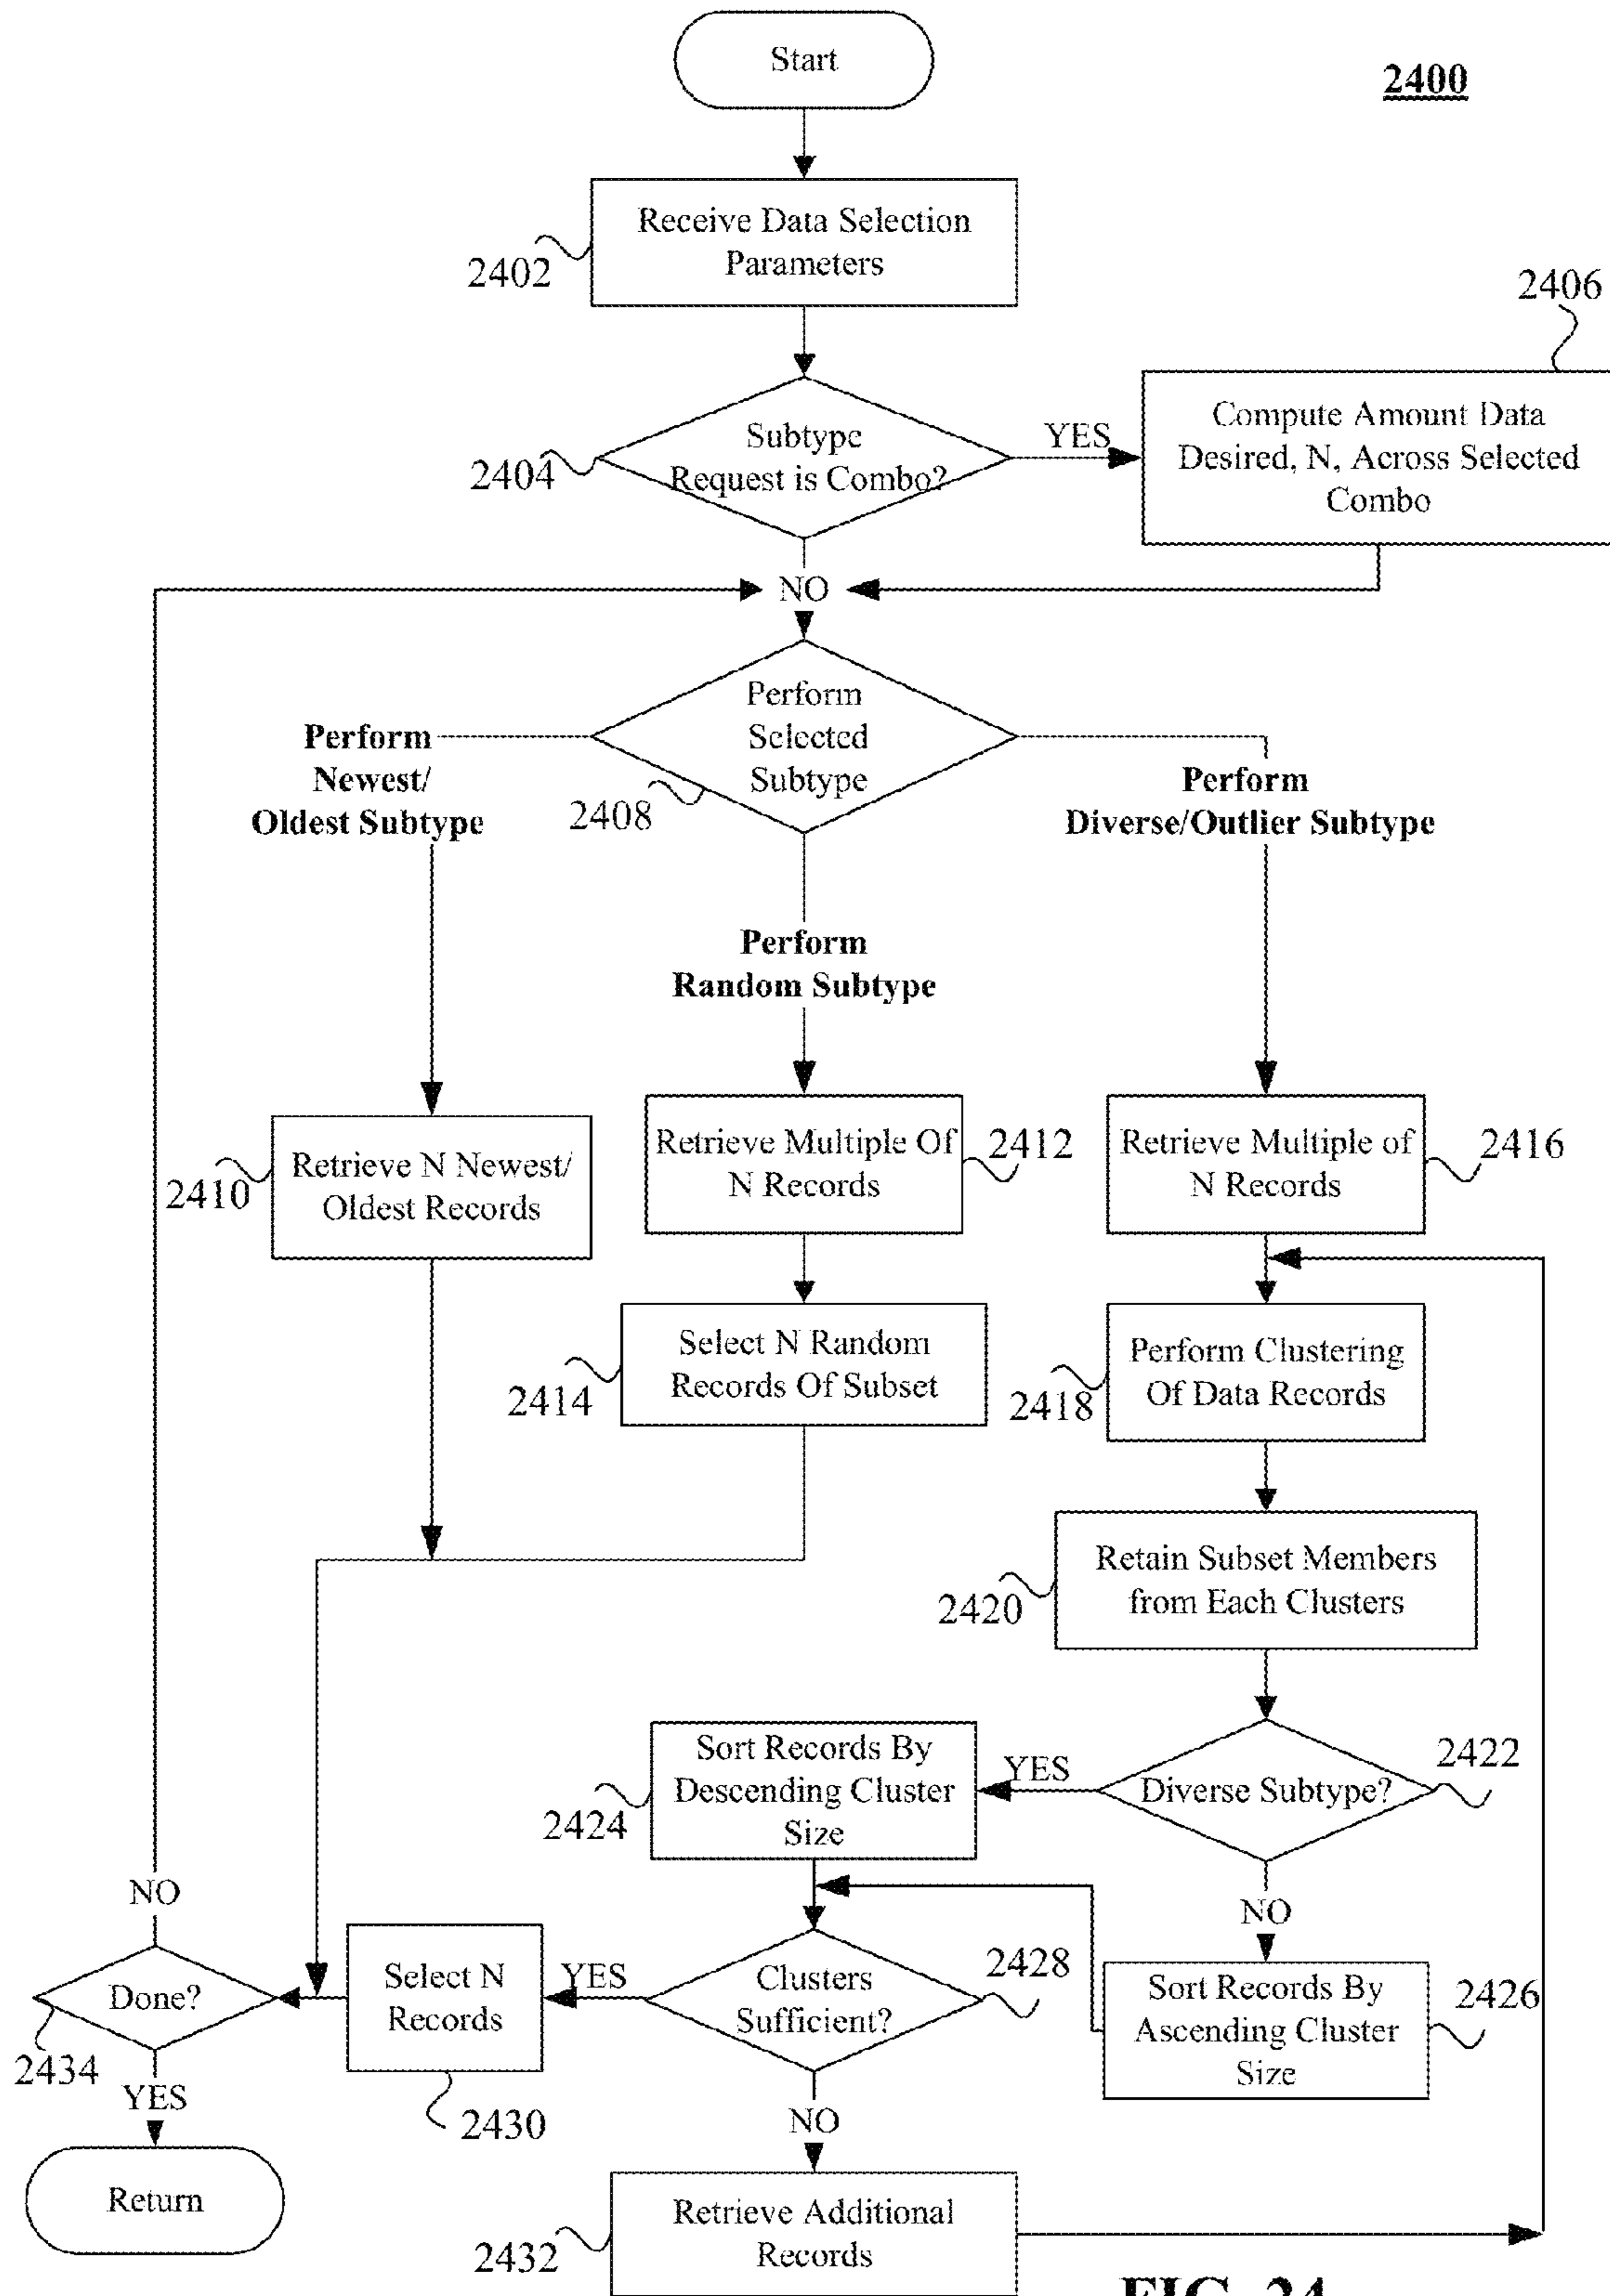 Start
2400
Receive Data Selection
Parameters
2402
2406
Subtype
Request is Combo?
2404
YES
Compute Amount Data
Desired, N, Across Selected
Combo
NO
Perform
Selected
Subtype
2408
Perform
Newest/
Oldest Subtype
Perform
Diverse/Outlier Subtype
Perform
Random Subtype
Retrieve N Newest/
Oldest Records
2410
Retrieve Multiple Of
N Records
2412
Retrieve Multiple of
N Records
2416
Select N Random
Records Of Subset
2414
Perform Clustering
Of Data Records
2418
Retain Subset Members
from Each Clusters
2420
Sort Records By
Descending Cluster
Size
2424
YES
Diverse Subtype?
2422
NO
NO
Done?
2434
Select N
Records
2430
YES
Clusters
Sufficient?
2428
Sort Records By
Ascending Cluster
Size
2426
YES
NO
Return
Retrieve Additional
Records
2432
FIG. 24